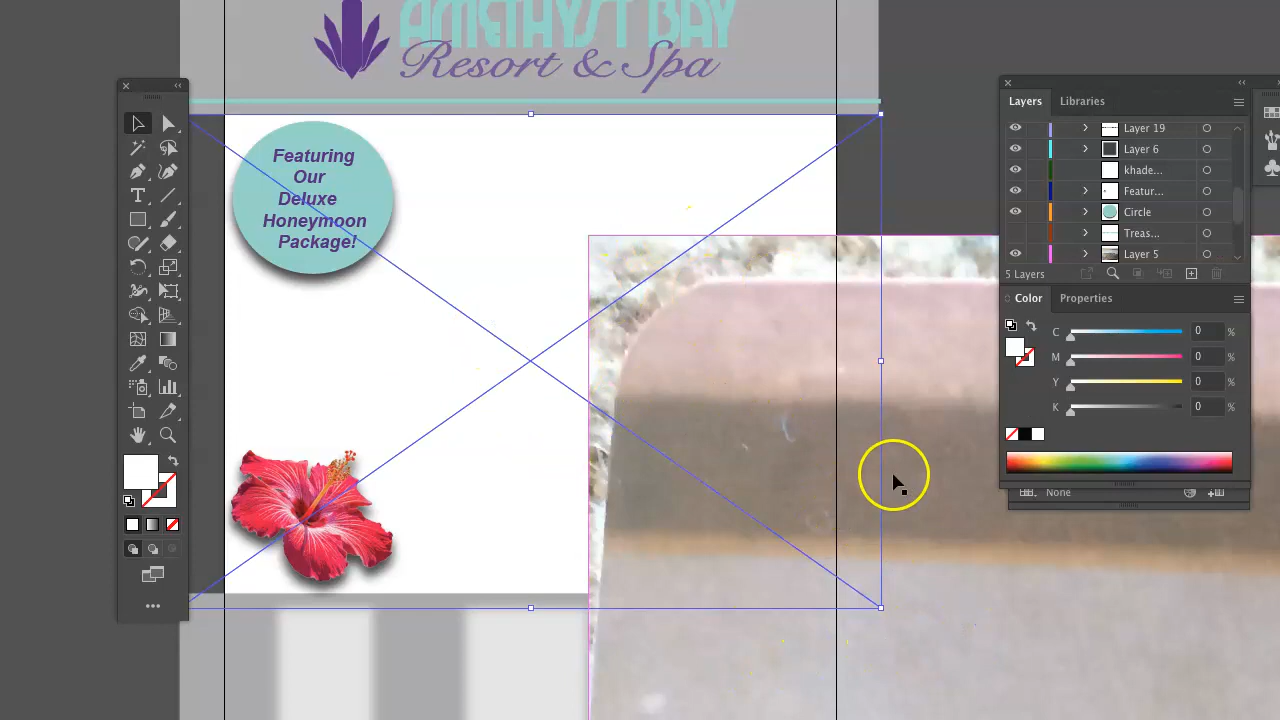 AMETHYST BAY
Resort & Spa
Featuring
Our
Deluxe
Honeymoon
Package!
Layers
Libraries
Layer 19
Layer 6
khade...
Featur...
Circle
Treas...
Layer 5
5 Layers
Color
Properties
C 0 %
M 0 %
Y 0 %
K 0 %
None